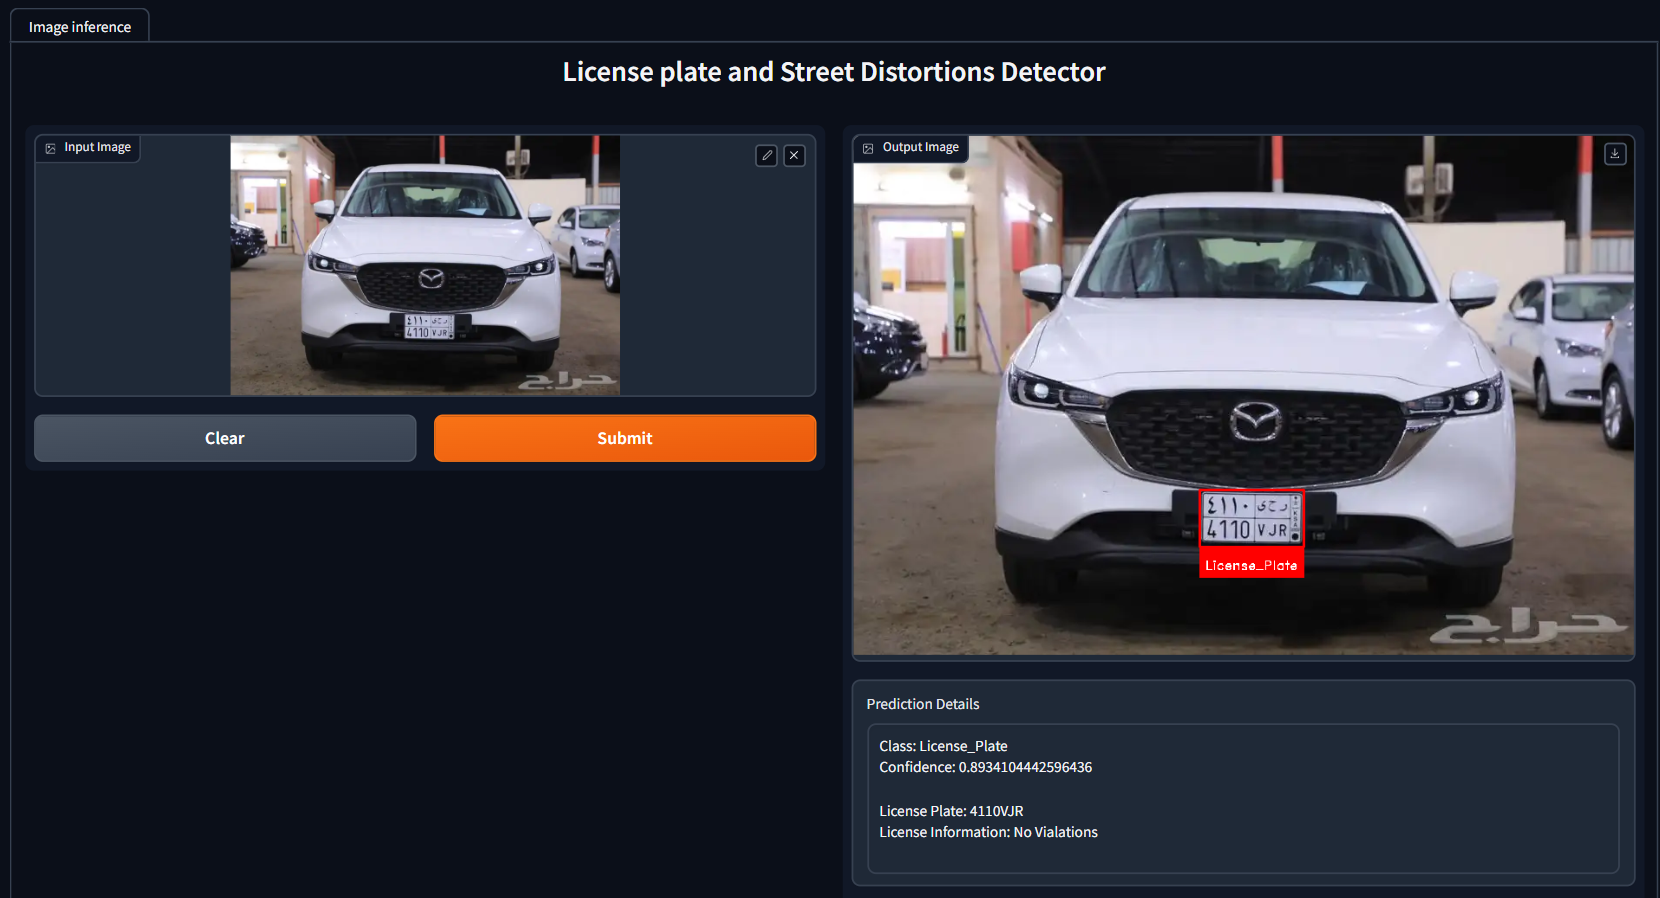 Image inference
License plate and Street Distortions Detector
Input Image
٤١١٠ ر ح ى
4110 VJR
حراج
Clear
Submit
Output Image
٤١١٠ ر ح ى
4110 VJR
KSA
License_Plate
حراج
Prediction Details
Class: License_Plate
Confidence: 0.8934104442596436
License Plate: 4110VJR
License Information: No Vialations